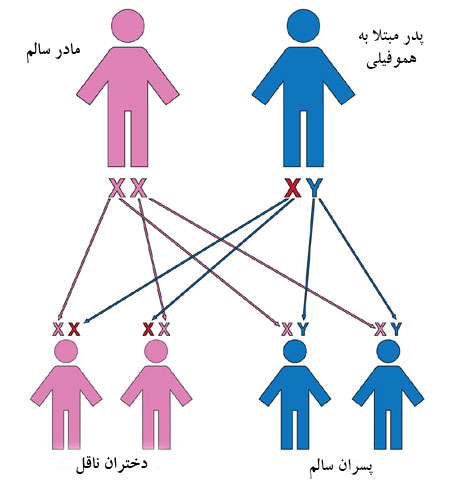 پدر مبتلا به
هموفیلی
مادر سالم
X X
X Y
X X
X X
X Y
X Y
دختران ناقل
پسران سالم